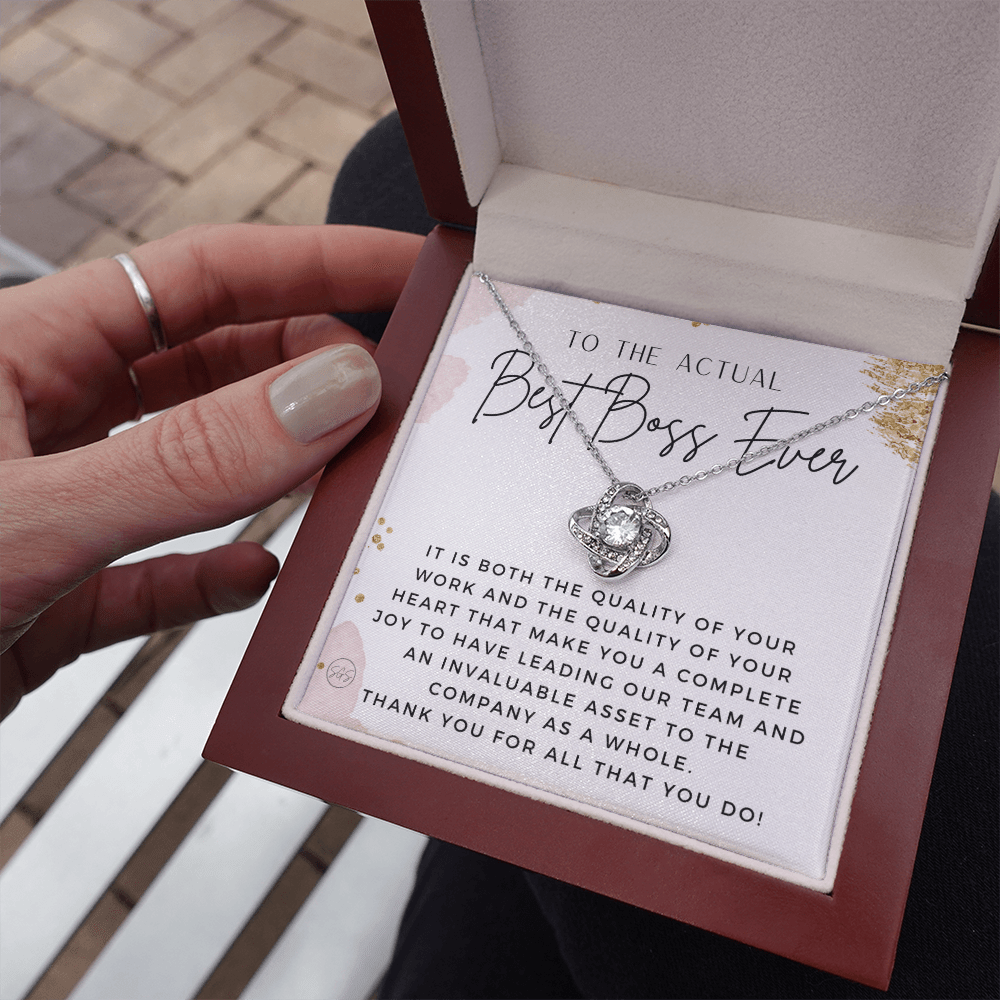 TO THE ACTUAL
Best Boss Ever
IT IS BOTH THE QUALITY OF YOUR
WORK AND THE QUALITY OF YOUR
HEART THAT MAKE YOU A COMPLETE
JOY TO HAVE LEADING OUR TEAM AND
AN INVALUABLE ASSET TO THE
COMPANY AS A WHOLE.
THANK YOU FOR ALL THAT YOU DO!
SGS